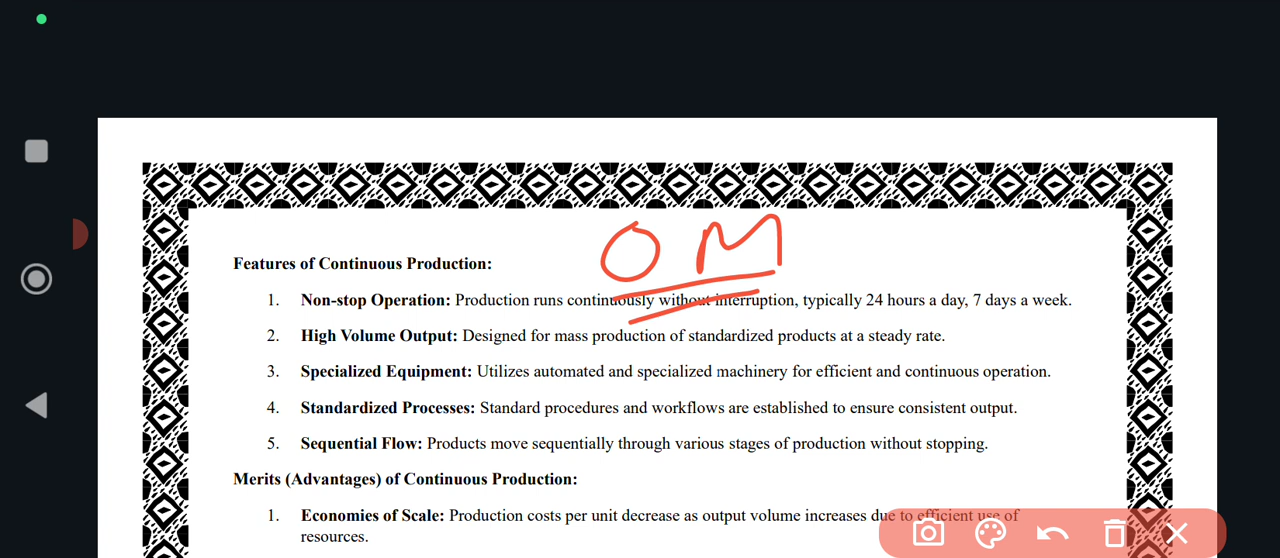 O M
Features of Continuous Production:
1. Non-stop Operation: Production runs continuously without interruption, typically 24 hours a day, 7 days a week.
2. High Volume Output: Designed for mass production of standardized products at a steady rate.
3. Specialized Equipment: Utilizes automated and specialized machinery for efficient and continuous operation.
4. Standardized Processes: Standard procedures and workflows are established to ensure consistent output.
5. Sequential Flow: Products move sequentially through various stages of production without stopping.
Merits (Advantages) of Continuous Production:
1. Economies of Scale: Production costs per unit decrease as output volume increases due to efficient use of
resources.